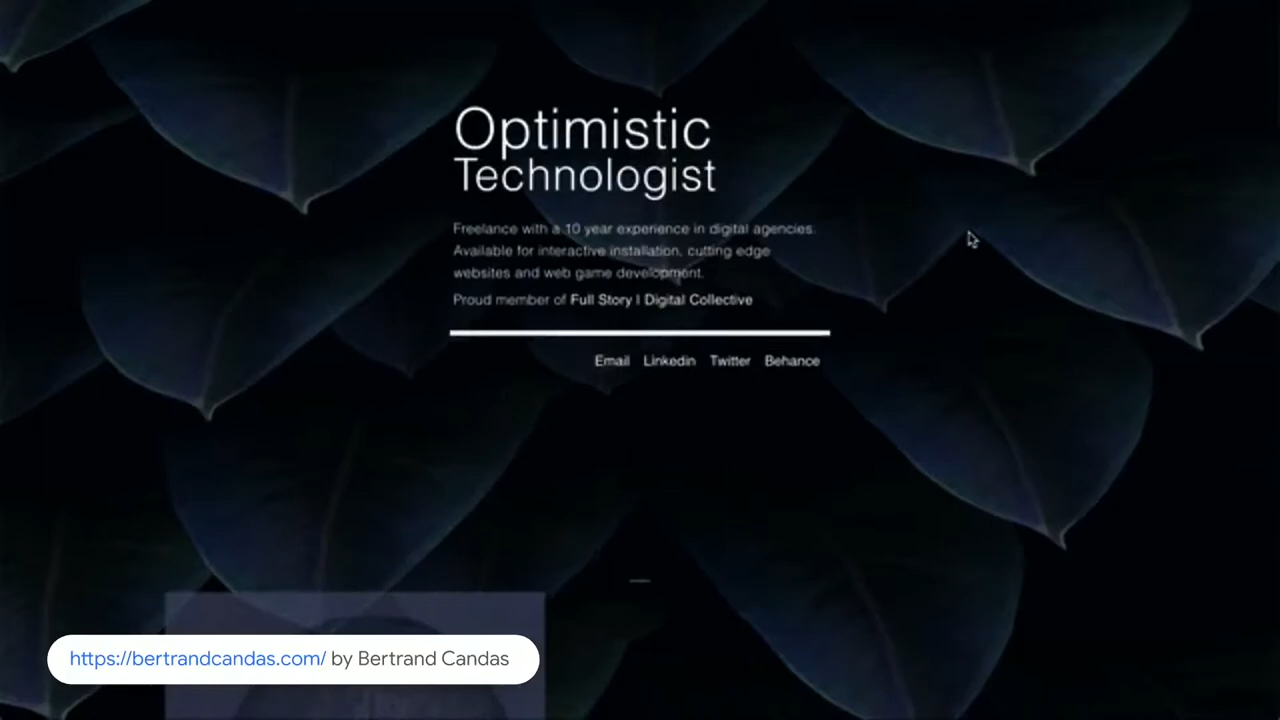 Optimistic
Technologist
Freelance with a 10 year experience in digital agencies.
Available for interactive installation, cutting edge
websites and web game development.
Proud member of Full Story | Digital Collective
Email Linkedin Twitter Behance
https://bertrandcandas.com/ by Bertrand Candas